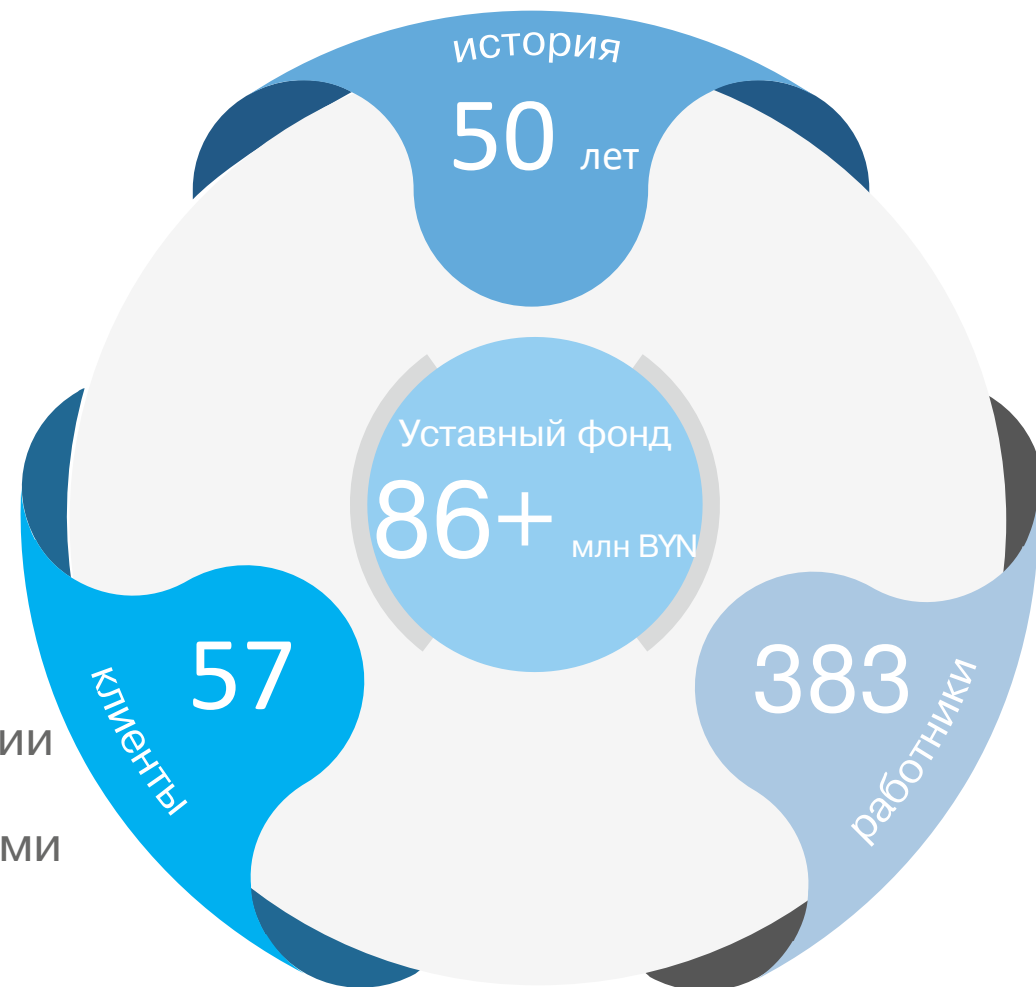 история
50 лет
Уставный фонд
86+ млн BYN
57
клиенты
383
работники
ии
ми